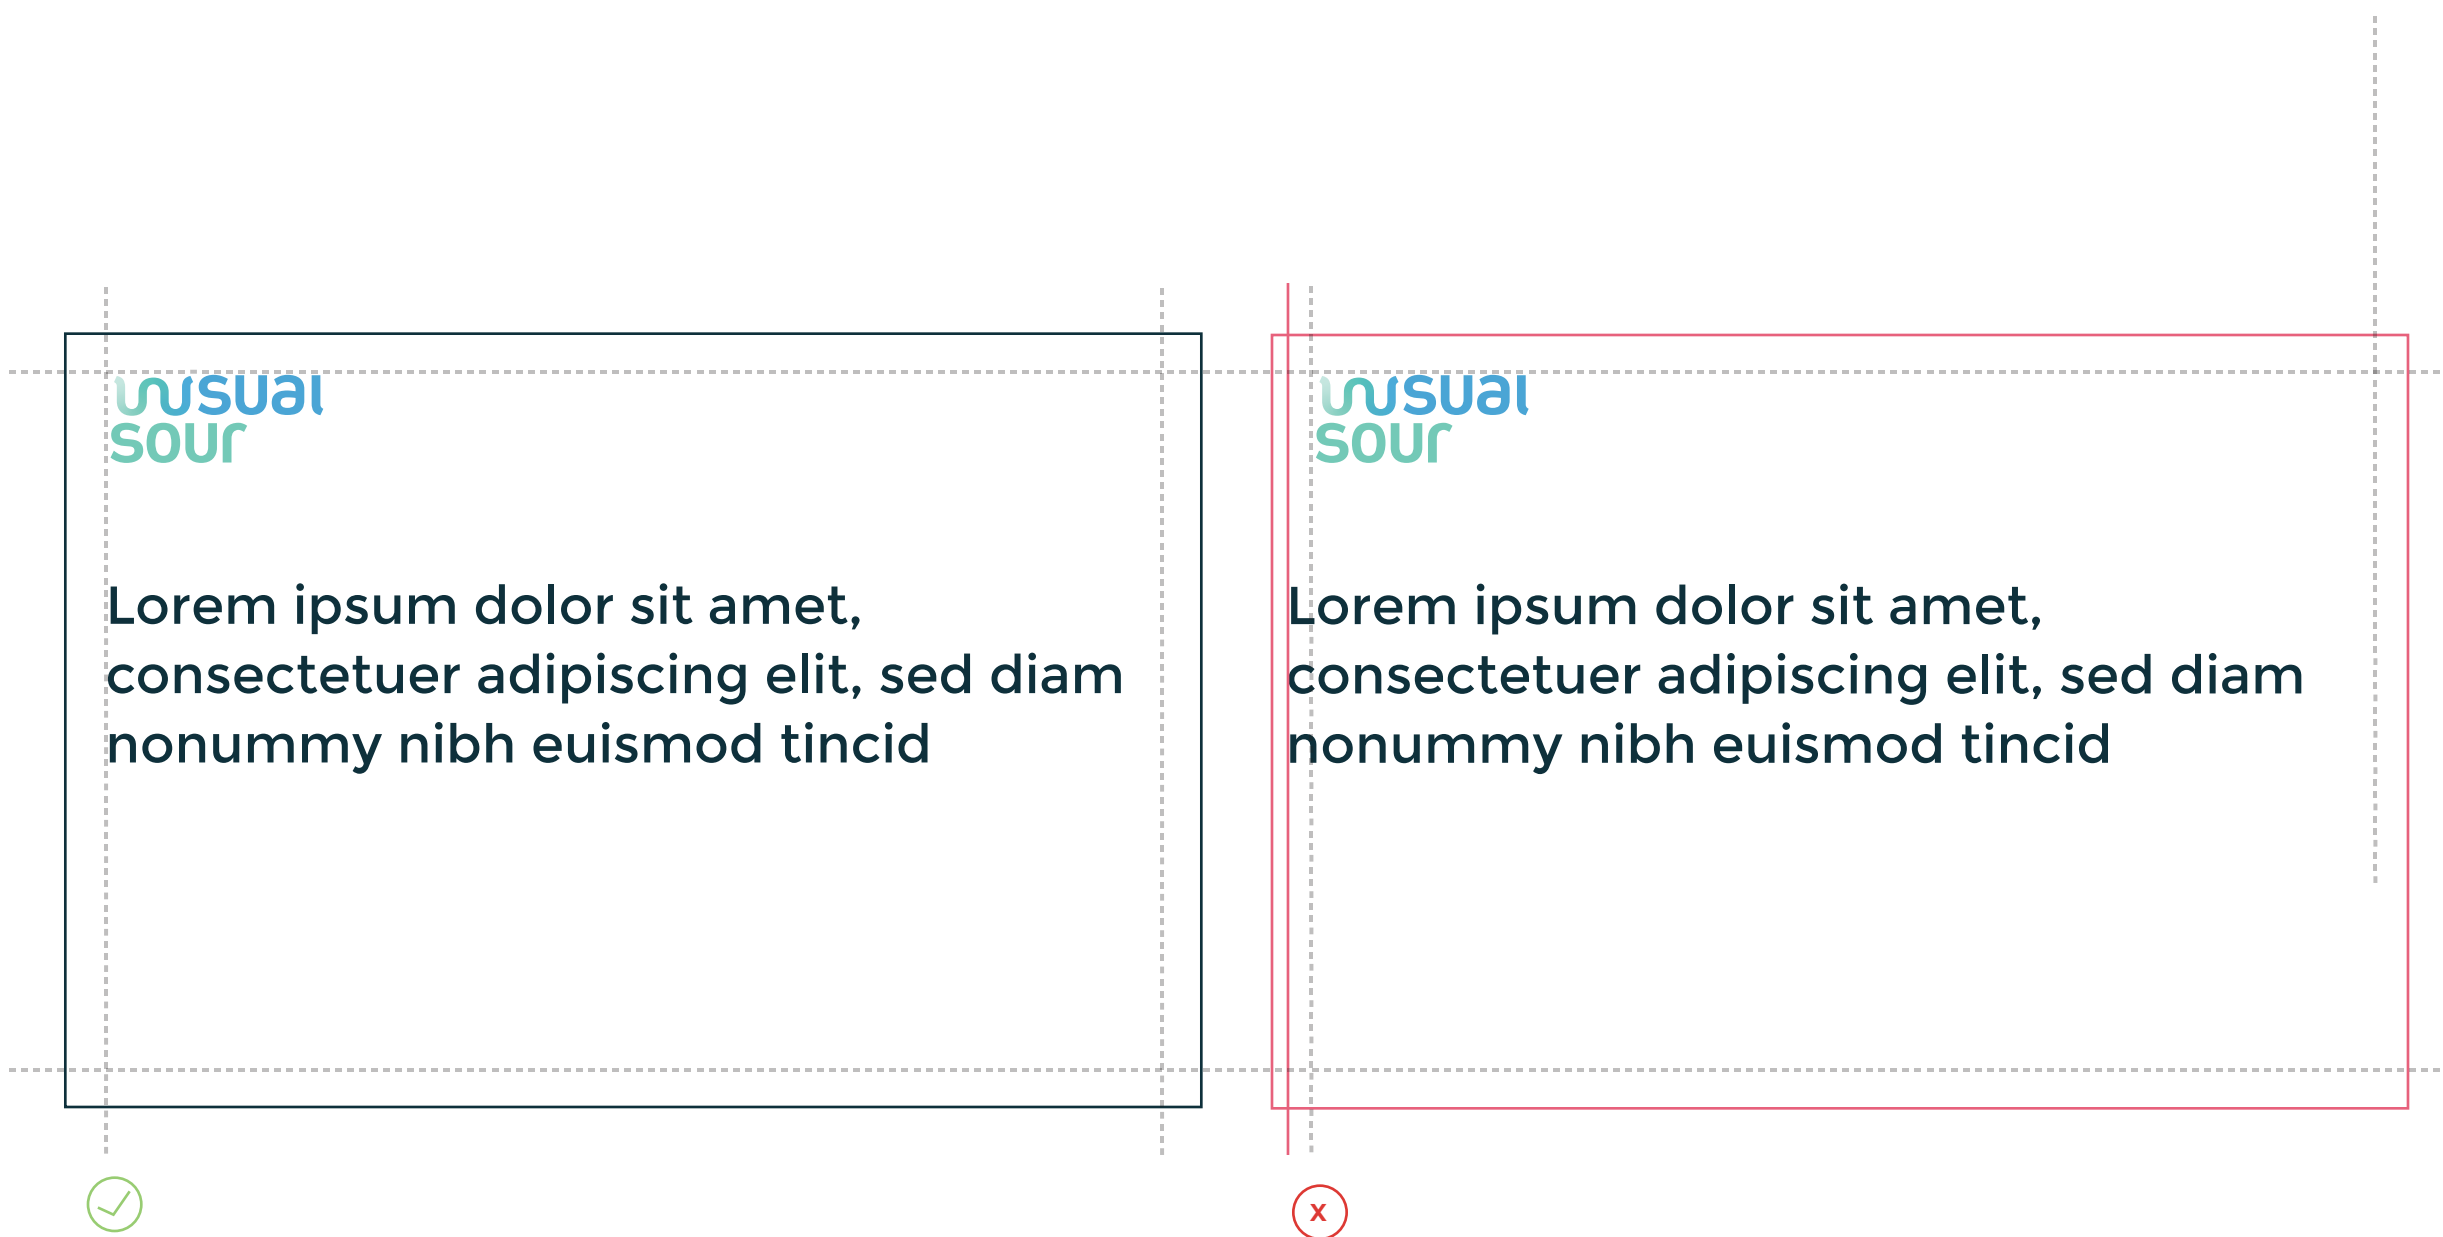 unusual
sour
Lorem ipsum dolor sit amet,
consectetuer adipiscing elit, sed diam
nonummy nibh euismod tincid
unusual
sour
Lorem ipsum dolor sit amet,
consectetuer adipiscing elit, sed diam
nonummy nibh euismod tincid
x